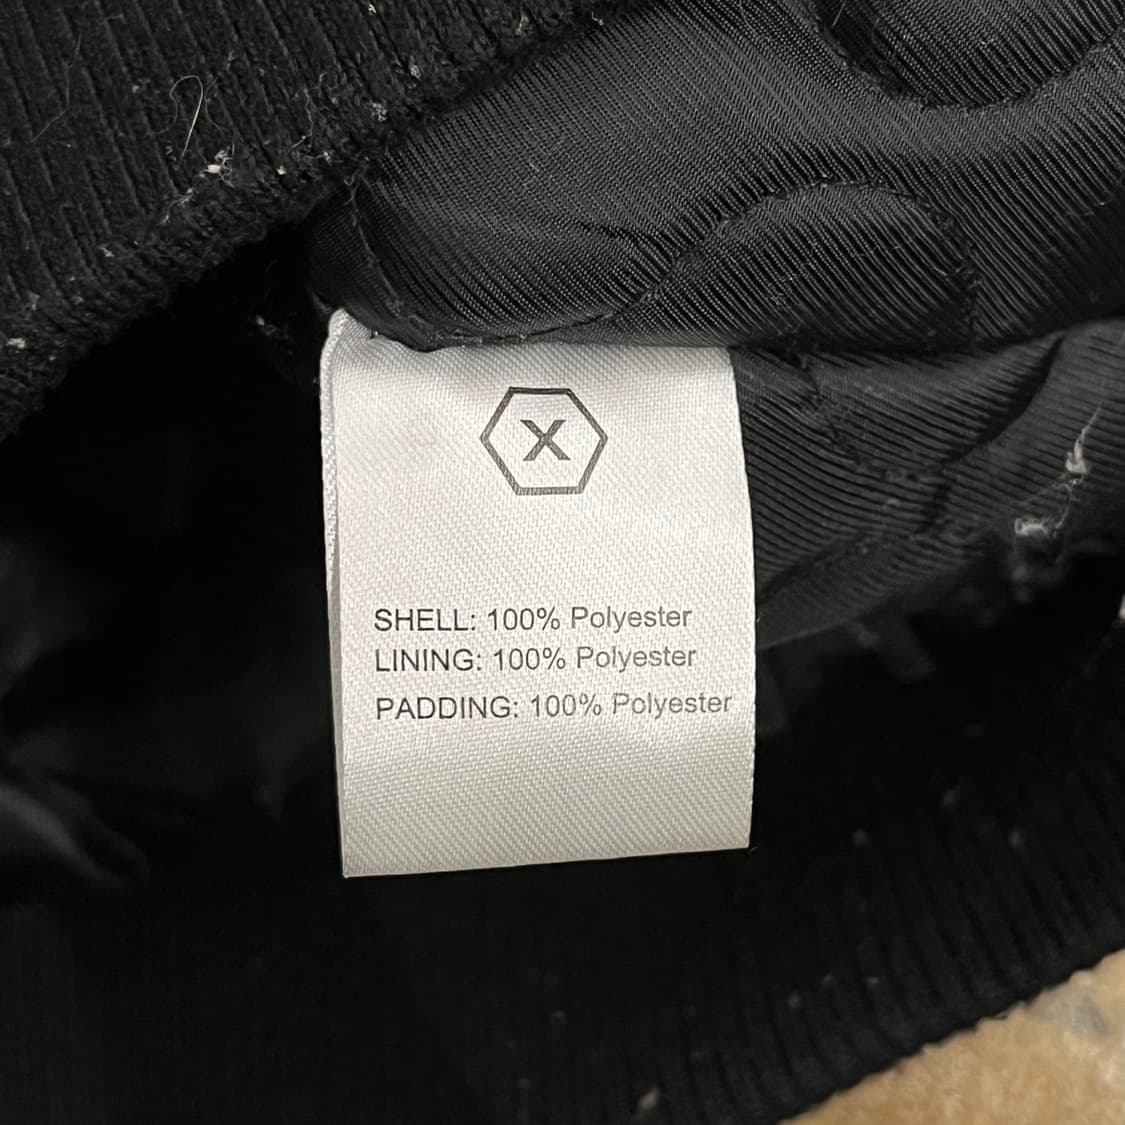 X
SHELL: 100% Polyester
LINING: 100% Polyester
PADDING: 100% Polyester